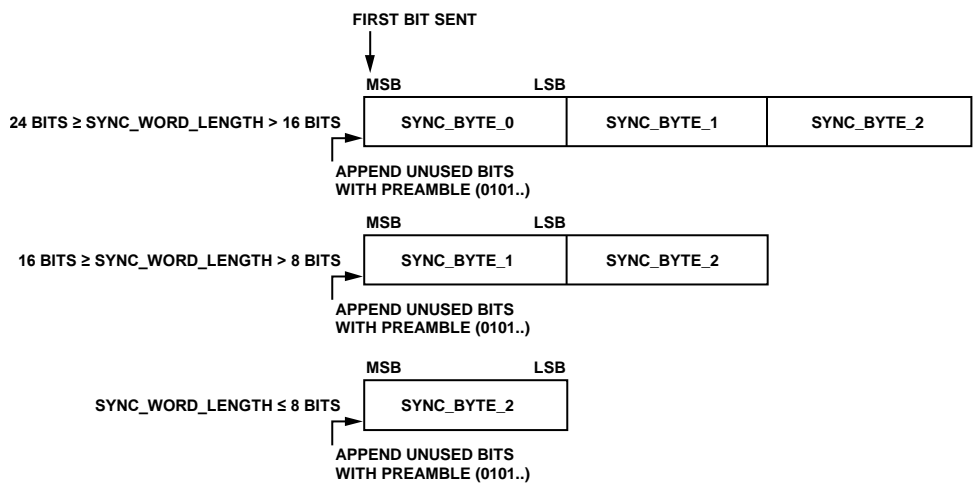 FIRST BIT SENT
MSB LSB
24 BITS ≥ SYNC_WORD_LENGTH > 16 BITS SYNC_BYTE_0 SYNC_BYTE_1 SYNC_BYTE_2
APPEND UNUSED BITS
WITH PREAMBLE (0101..)
MSB LSB
16 BITS ≥ SYNC_WORD_LENGTH > 8 BITS SYNC_BYTE_1 SYNC_BYTE_2
APPEND UNUSED BITS
WITH PREAMBLE (0101..)
MSB LSB
SYNC_WORD_LENGTH ≤ 8 BITS SYNC_BYTE_2
APPEND UNUSED BITS
WITH PREAMBLE (0101..)